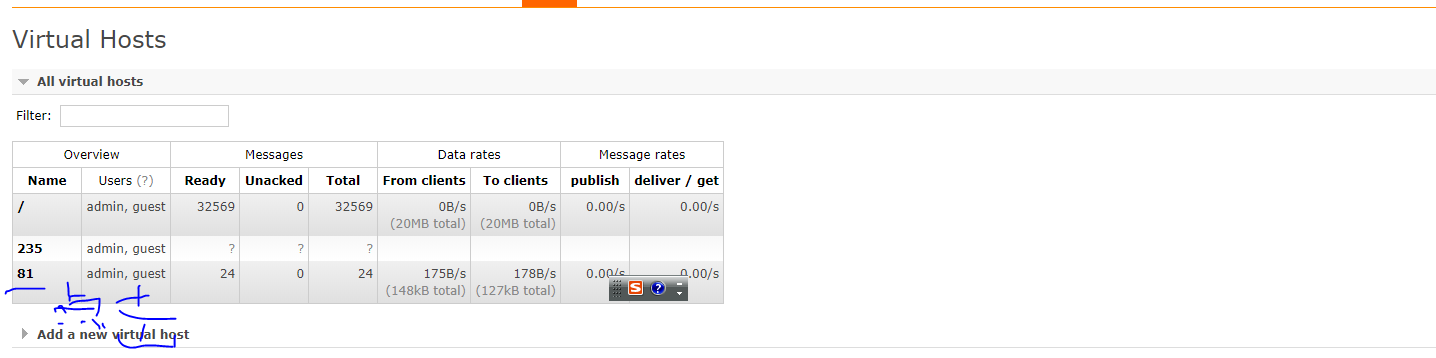 Virtual Hosts
All virtual hosts
Filter:
Overview Messages Data rates Message rates
Name Users (?) Ready Unacked Total From clients To clients publish deliver / get
/ admin, guest 32569 0 32569 0B/s 0B/s 0.00/s 0.00/s
(20MB total) (20MB total)
235 admin, guest ? ? ?
81 admin, guest 24 0 24 175B/s 178B/s 0.00/s 0.00/s
(148kB total) (127kB total)
S ?
Add a new virtual host